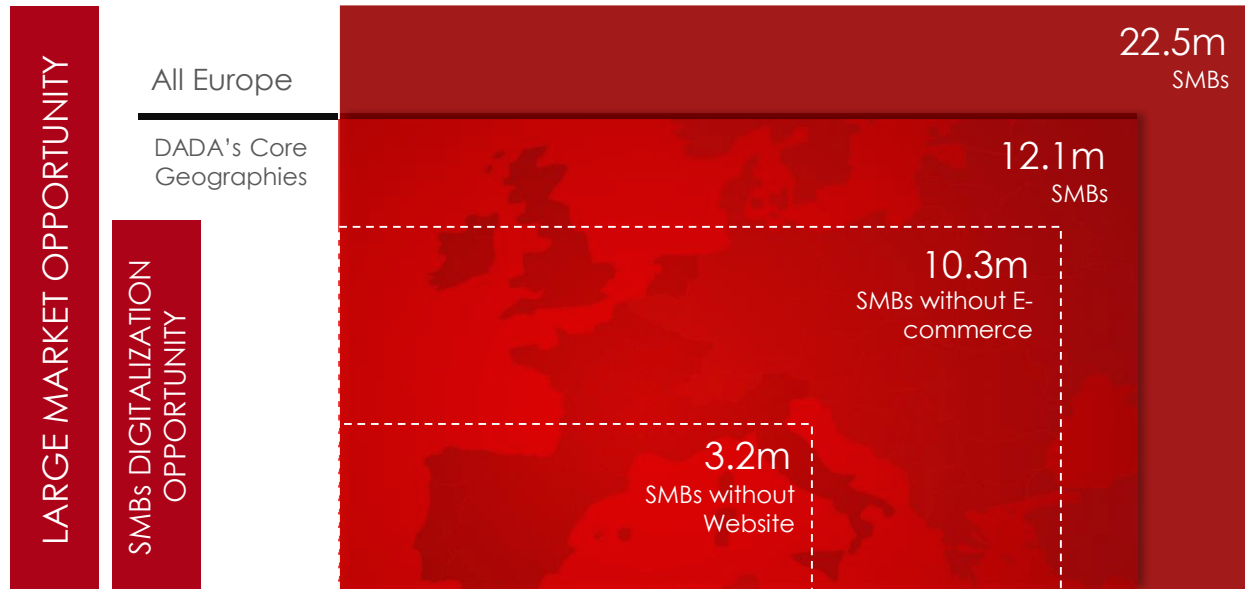 LARGE MARKET OPPORTUNITY
SMBs DIGITALIZATION
OPPORTUNITY
All Europe
DADA's Core
Geographies
22.5m
SMBs
12.1m
SMBs
10.3m
SMBs without E-
commerce
3.2m
SMBs without
Website